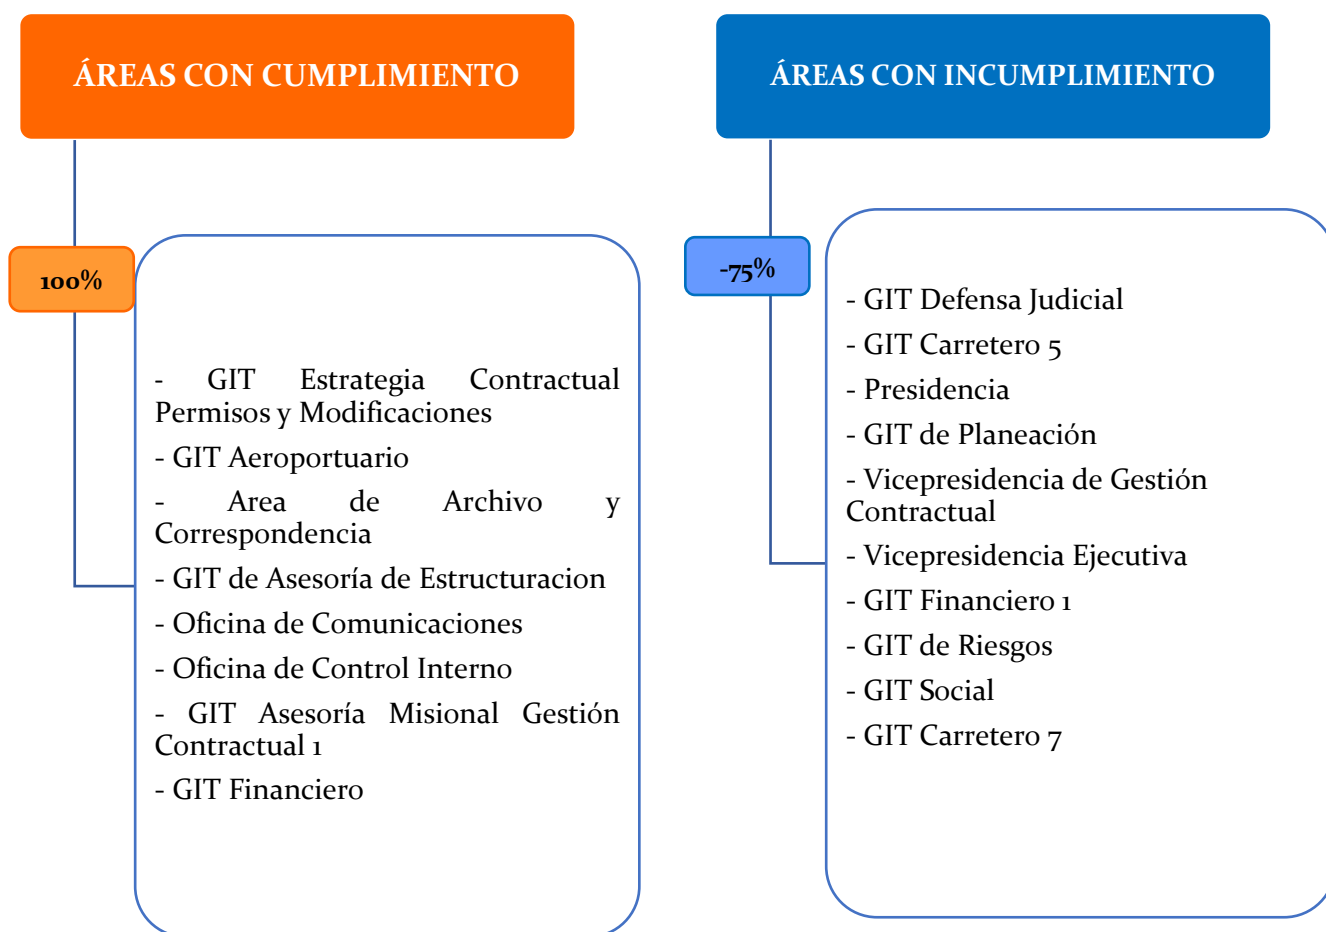 ÁREAS CON CUMPLIMIENTO
100%
- GIT Estrategia Contractual
Permisos y Modificaciones
- GIT Aeroportuario
- Area de Archivo y
Correspondencia
- GIT de Asesoría de Estructuracion
- Oficina de Comunicaciones
- Oficina de Control Interno
- GIT Asesoría Misional Gestión
Contractual 1
- GIT Financiero
ÁREAS CON INCUMPLIMIENTO
-75%
- GIT Defensa Judicial
- GIT Carretero 5
- Presidencia
- GIT de Planeación
- Vicepresidencia de Gestión
Contractual
- Vicepresidencia Ejecutiva
- GIT Financiero 1
- GIT de Riesgos
- GIT Social
- GIT Carretero 7